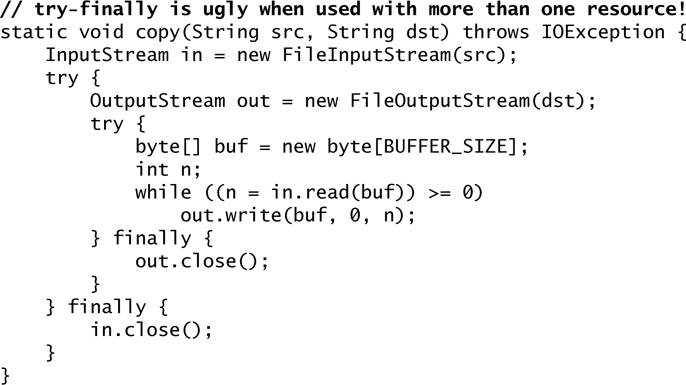 // try-finally is ugly when used with more than one resource!
static void copy(String src, String dst) throws IOException {
    InputStream in = new FileInputStream(src);
    try {
        OutputStream out = new FileOutputStream(dst);
        try {
            byte[] buf = new byte[BUFFER_SIZE];
            int n;
            while ((n = in.read(buf)) >= 0)
                out.write(buf, 0, n);
        } finally {
            out.close();
        }
    } finally {
        in.close();
    }
}